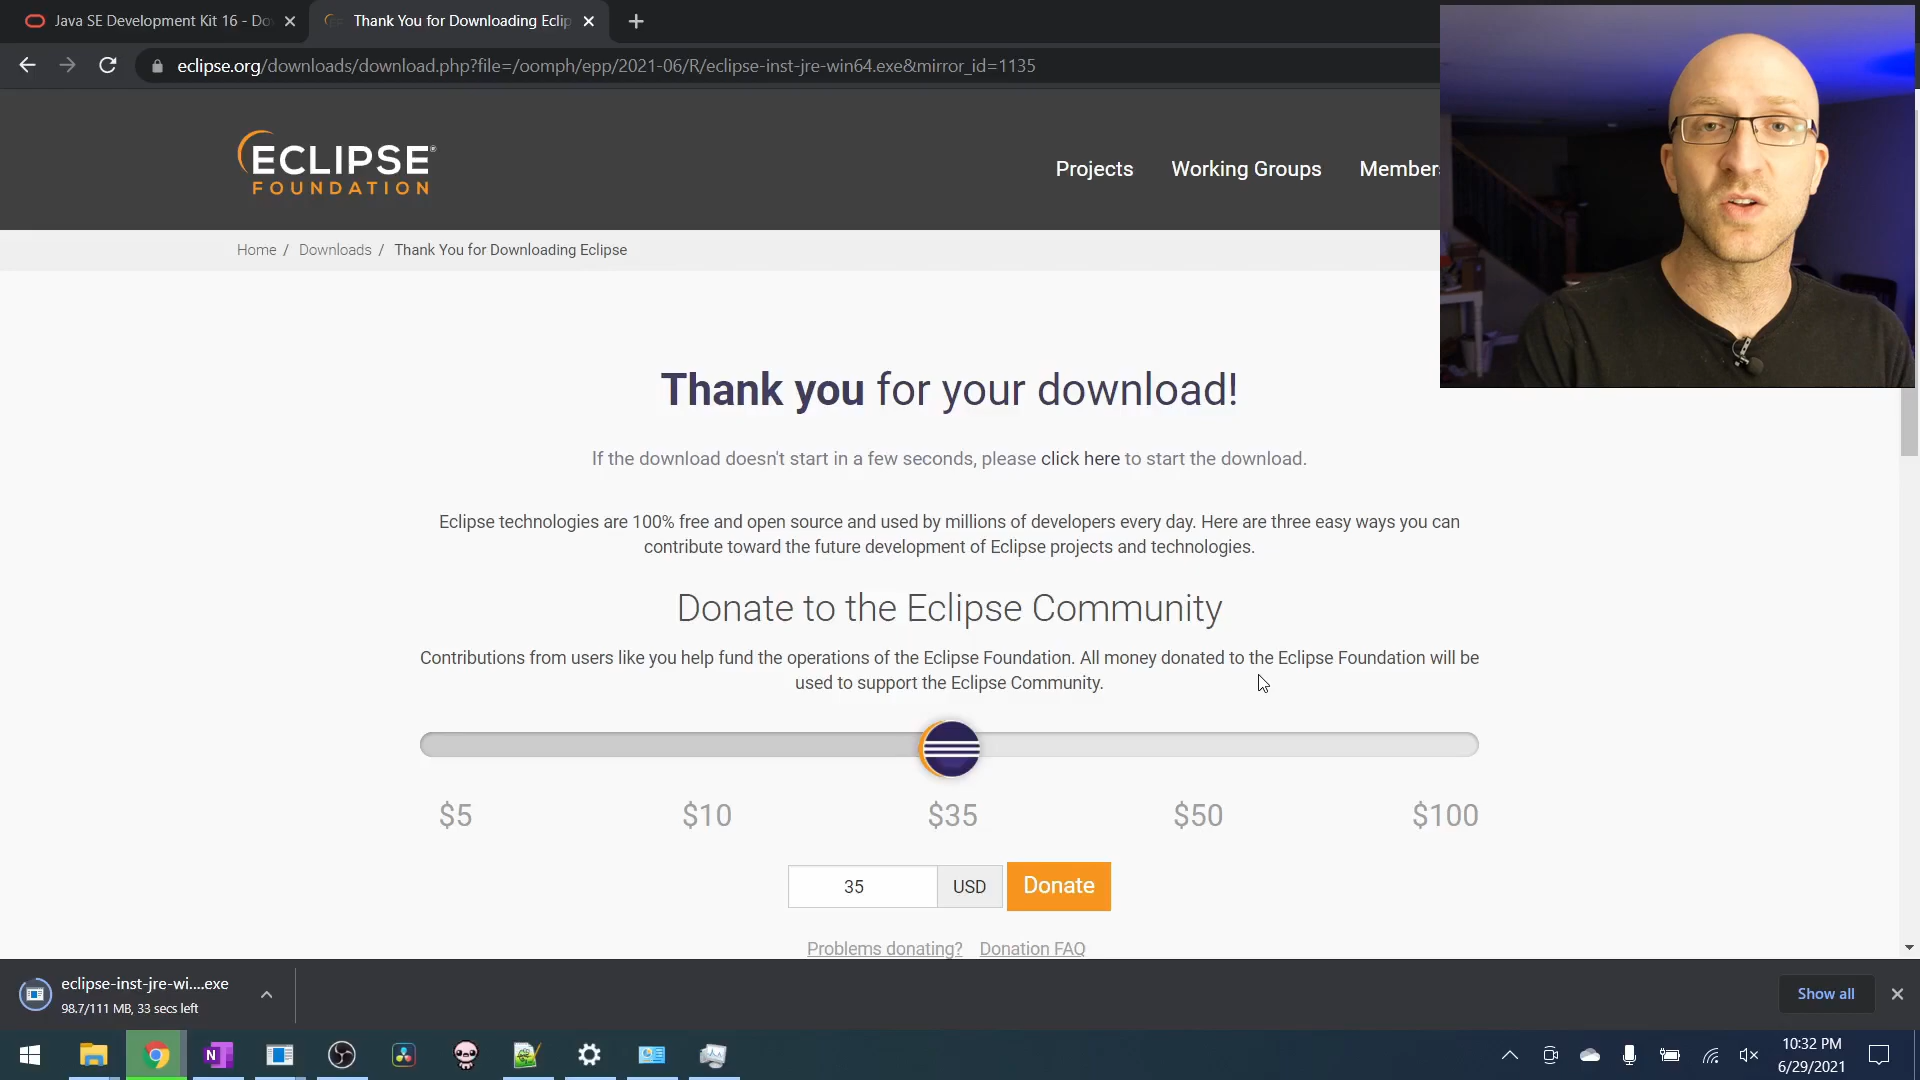 Java SE Development Kit 16 - Do
Thank You for Downloading Eclip
eclipse.org/downloads/download.php?file=/oomph/epp/2021-06/R/eclipse-inst-jre-win64.exe&mirror_id=1135
ECLIPSE®
FOUNDATION
Projects
Working Groups
Members
Home /
Downloads /
Thank You for Downloading Eclipse
Thank you for your download!
If the download doesn't start in a few seconds, please click here to start the download.
Eclipse technologies are 100% free and open source and used by millions of developers every day. Here are three easy ways you can
contribute toward the future development of Eclipse projects and technologies.
Donate to the Eclipse Community
Contributions from users like you help fund the operations of the Eclipse Foundation. All money donated to the Eclipse Foundation will be
used to support the Eclipse Community.
$5
$10
$35
$50
$100
35
USD
Donate
Problems donating?
Donation FAQ
eclipse-inst-jre-wi....exe
98.7/111 MB, 33 secs left
Show all
N
10:32 PM
6/29/2021